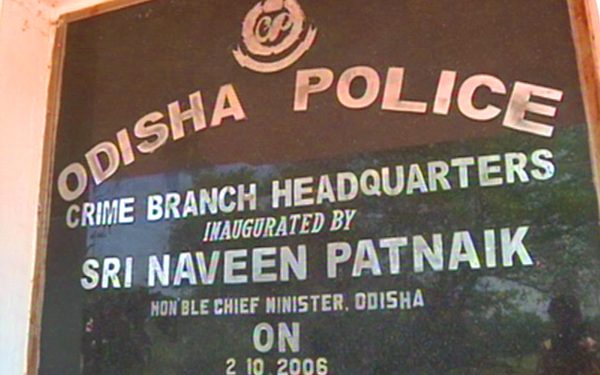 CP
ODISHA POLICE
CRIME BRANCH HEADQUARTERS
INAUGURATED BY
SRI NAVEEN PATNAIK
HON'BLE CHIEF MINISTER, ODISHA
ON
2 10 2006